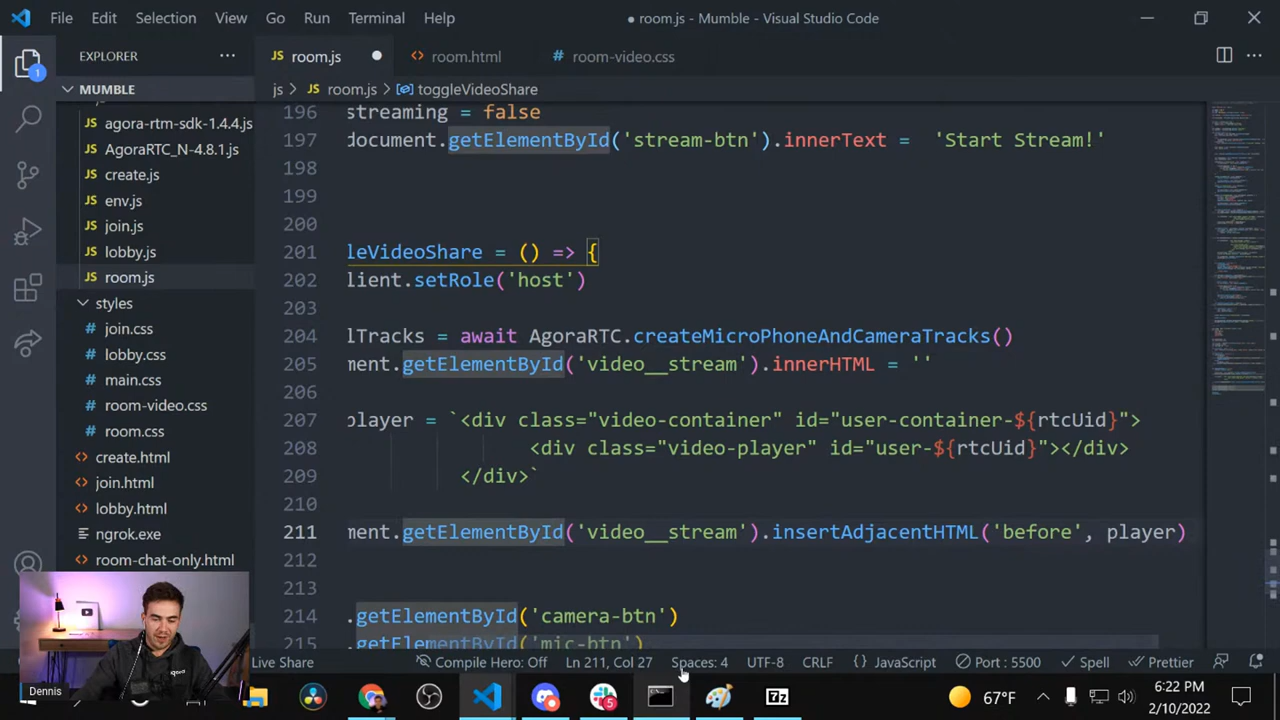 File Edit Selection View Go Run Terminal Help ● room.js - Mumble - Visual Studio Code
EXPLORER ··· JS room.js ● <> room.html # room-video.css
MUMBLE js > JS room.js > toggleVideoShare
JS agora-rtm-sdk-1.4.4.js
JS AgoraRTC_N-4.8.1.js
JS create.js
JS env.js
JS join.js
JS lobby.js
JS room.js
styles
# join.css
# lobby.css
# main.css
# room-video.css
# room.css
<> create.html
<> join.html
<> lobby.html
ngrok.exe
<> room-chat-only.html
1
196 streaming = false
197 document.getElementById('stream-btn').innerText = 'Start Stream!'
198
199
200
201 leVideoShare = () => {
202 lient.setRole('host')
203
204 lTracks = await AgoraRTC.createMicroPhoneAndCameraTracks()
205 ment.getElementById('video__stream').innerHTML = ''
206
207 player = `<div class="video-container" id="user-container-${rtcUid}">
208 <div class="video-player" id="user-${rtcUid}"></div>
209 </div>`
210
211 ment.getElementById('video__stream').insertAdjacentHTML('before', player)
212
213
214 .getElementById('camera-btn')
215 .getElementById('mic-btn')
Live Share Compile Hero: Off Ln 211, Col 27 Spaces: 4 UTF-8 CRLF {} JavaScript Port : 5500 Spell Prettier
Dennis
5
7z
67°F
6:22 PM
2/10/2022